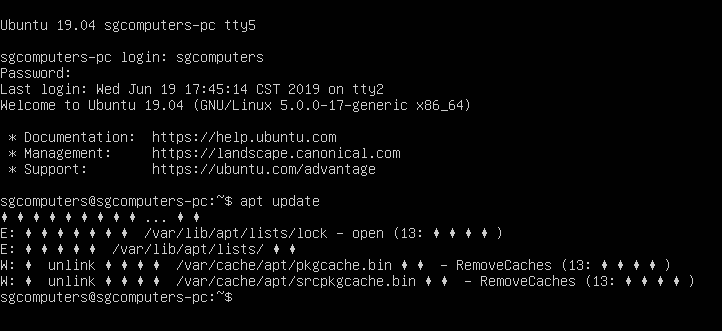 Ubuntu 19.04 sgcomputers-pc tty5
sgcomputers-pc login: sgcomputers
Password:
Last login: Wed Jun 19 17:45:14 CST 2019 on tty2
Welcome to Ubuntu 19.04 (GNU/Linux 5.0.0-17-generic x86_64)
* Documentation:  https://help.ubuntu.com
* Management:     https://landscape.canonical.com
* Support:        https://ubuntu.com/advantage
sgcomputers@sgcomputers-pc:~$ apt update
♦ ♦ ♦ ♦ ♦ ♦ ♦ ♦ ♦ ... ♦ ♦
E: ♦ ♦ ♦ ♦ ♦ ♦ ♦  /var/lib/apt/lists/lock - open (13: ♦ ♦ ♦ ♦ )
E: ♦ ♦ ♦ ♦ ♦  /var/lib/apt/lists/ ♦ ♦
W: ♦  unlink ♦ ♦ ♦ ♦  /var/cache/apt/pkgcache.bin ♦ ♦  - RemoveCaches (13: ♦ ♦ ♦ ♦ )
W: ♦  unlink ♦ ♦ ♦ ♦  /var/cache/apt/srcpkgcache.bin ♦ ♦  - RemoveCaches (13: ♦ ♦ ♦ ♦ )
sgcomputers@sgcomputers-pc:~$